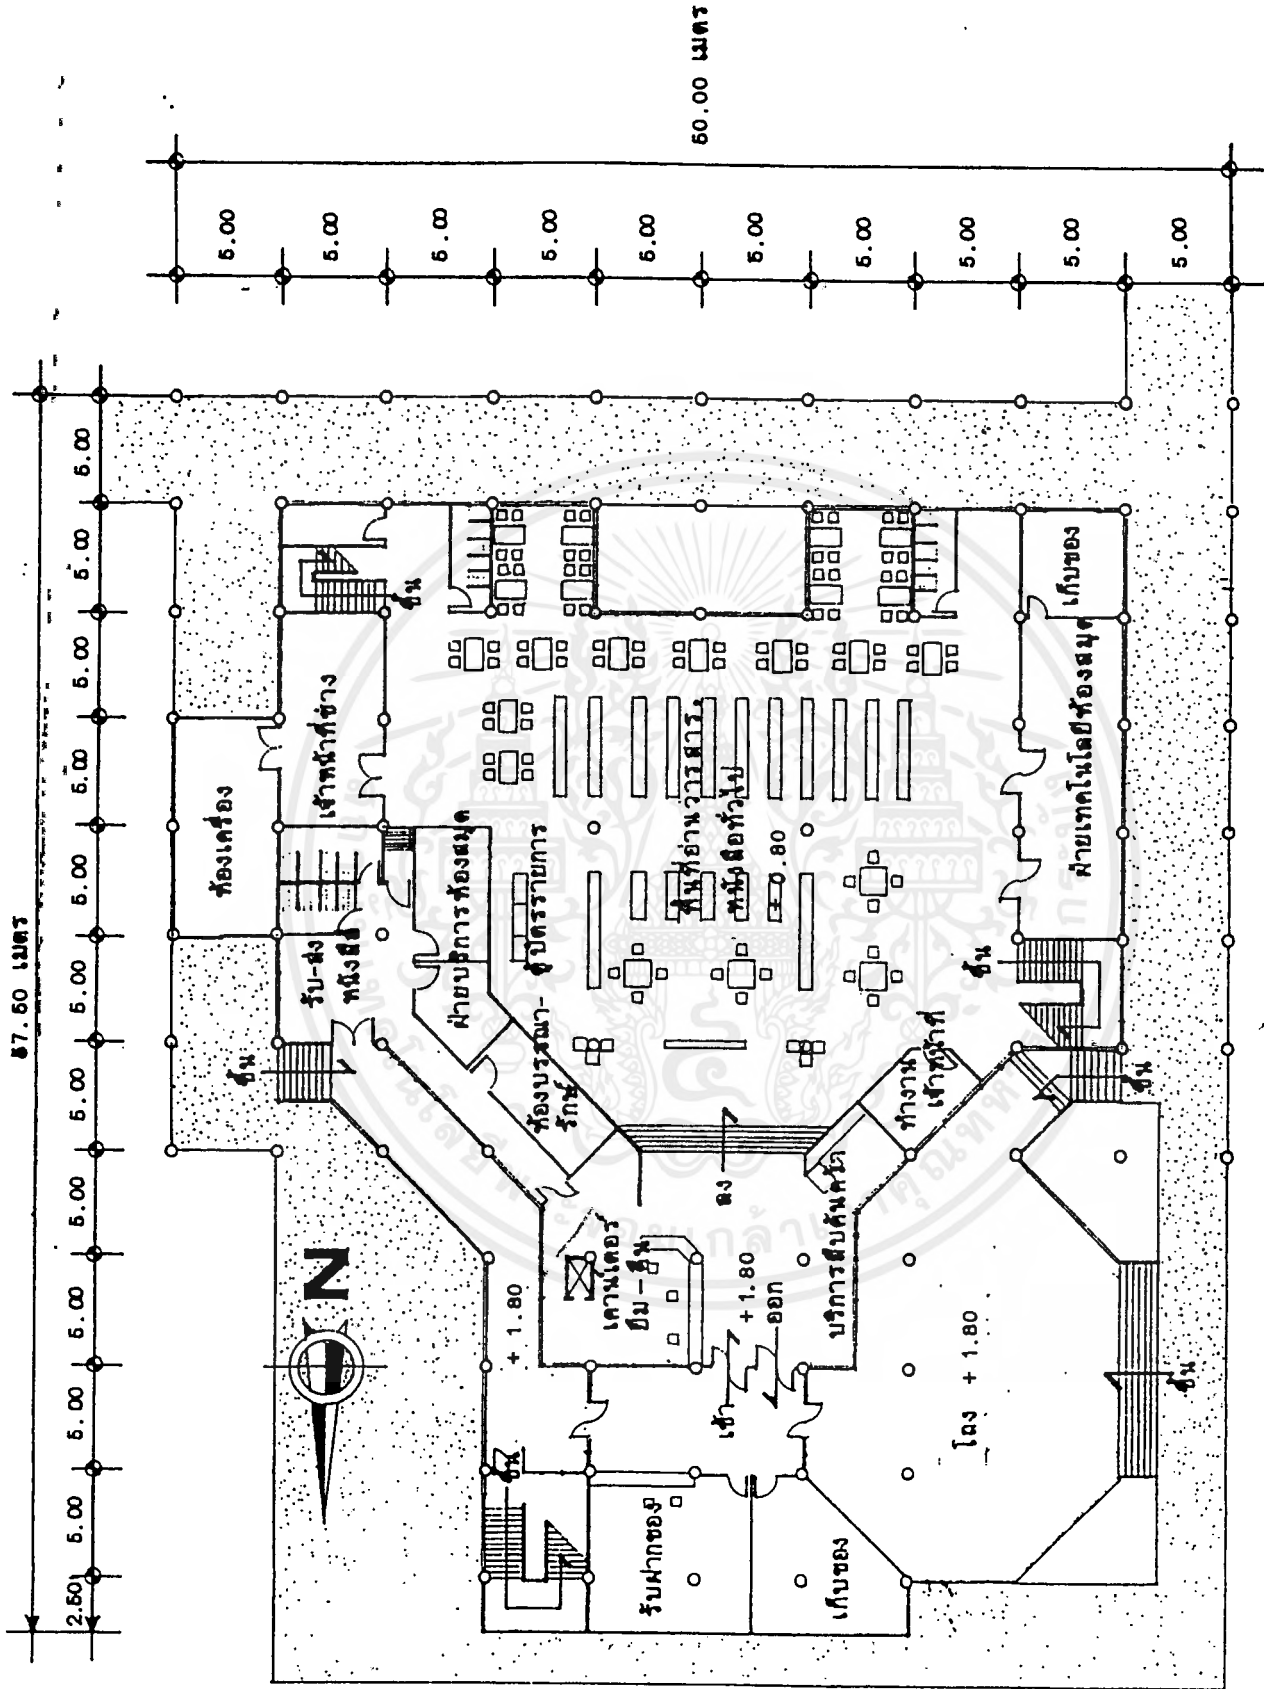 57.50 เมตร
2.50
5.00
5.00
5.00
5.00
5.00
5.00
5.00
5.00
5.00
5.00
5.00
50.00 เมตร
5.00
5.00
5.00
5.00
5.00
5.00
5.00
5.00
5.00
5.00
N
ห้องเครื่อง
เจ้าหน้าที่ช่าง
รับ-ส่ง
หนังสือ
ขึ้น
ขึ้น
ฝ่ายบริการห้องสมุด
ตู้บัตรรายการ
ห้องบรรณา-
รักษ์
พื้นที่อ่านวารสาร,
หนังสือทั่วไป
+ 0.80
เก็บของ
ฝ่ายเทคโนโลยีห้องสมุด
ขึ้น
ขึ้น
ทำงาน
เจ้าหน้าที่
ลง
บริการสืบค้นคว้า
เคาน์เตอร์
ยืม-คืน
+ 1.80
+1.80
ออก
เข้า
ขึ้น
รับฝากของ
เก็บของ
โถง + 1.80
ขึ้น